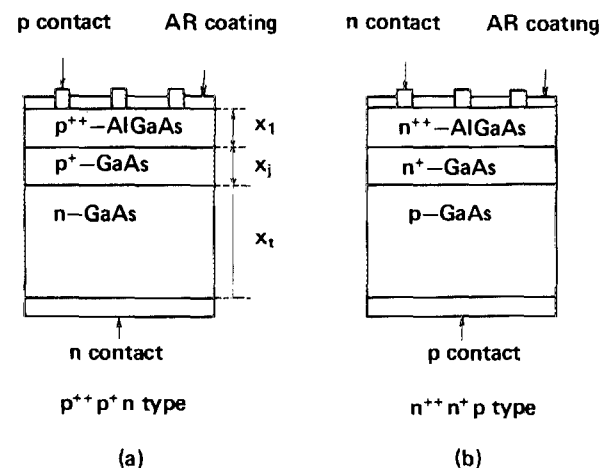 p contact AR coating
p⁺⁺–AlGaAs x₁
p⁺–GaAs xⱼ
n–GaAs
xₜ
n contact
p⁺⁺ p⁺ n type
(a)
n contact AR coating
n⁺⁺–AlGaAs
n⁺–GaAs
p–GaAs
p contact
n⁺⁺ n⁺ p type
(b)